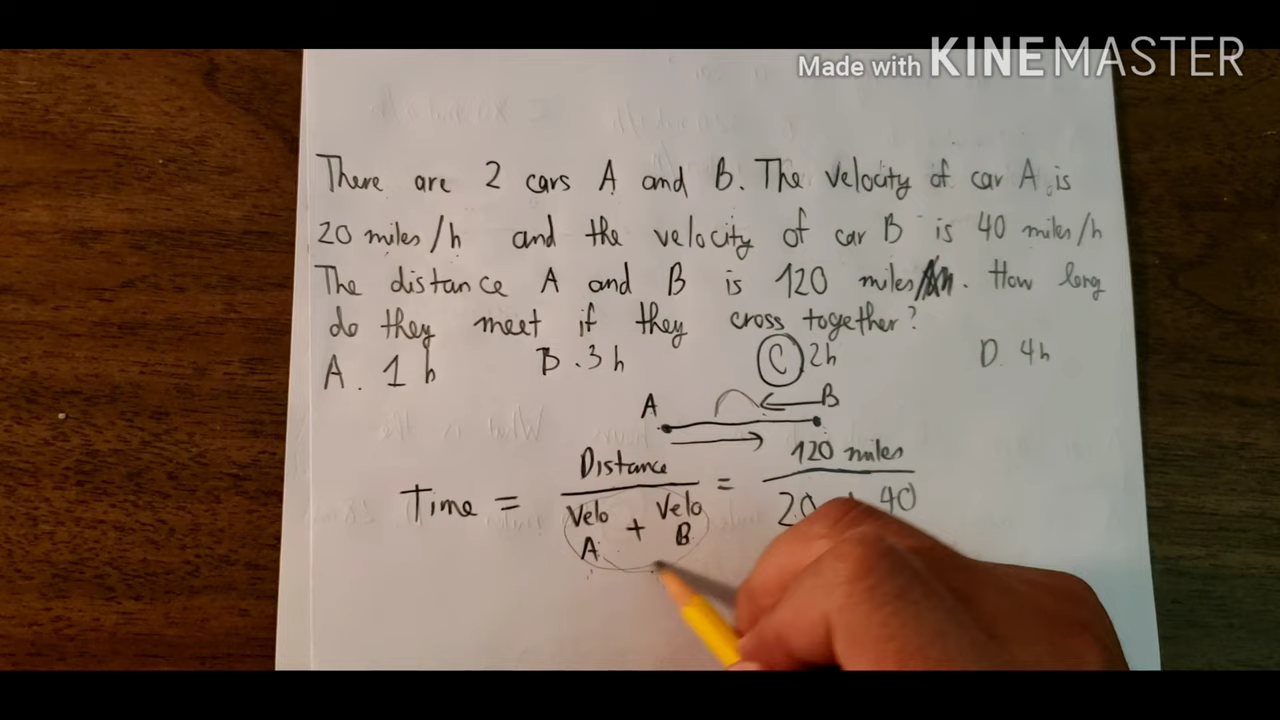 Made with KINEMASTER
There are 2 cars A and B. The velocity of car A is
20 miles/h and the velocity of car B is 40 miles/h
The distance A and B is 120 miles. How long
do they meet if they cross together?
A. 1 h B. 3 h C 2h D. 4h
A B
Time = Distance / Velo A + Velo B = 120 miles / 20 + 40